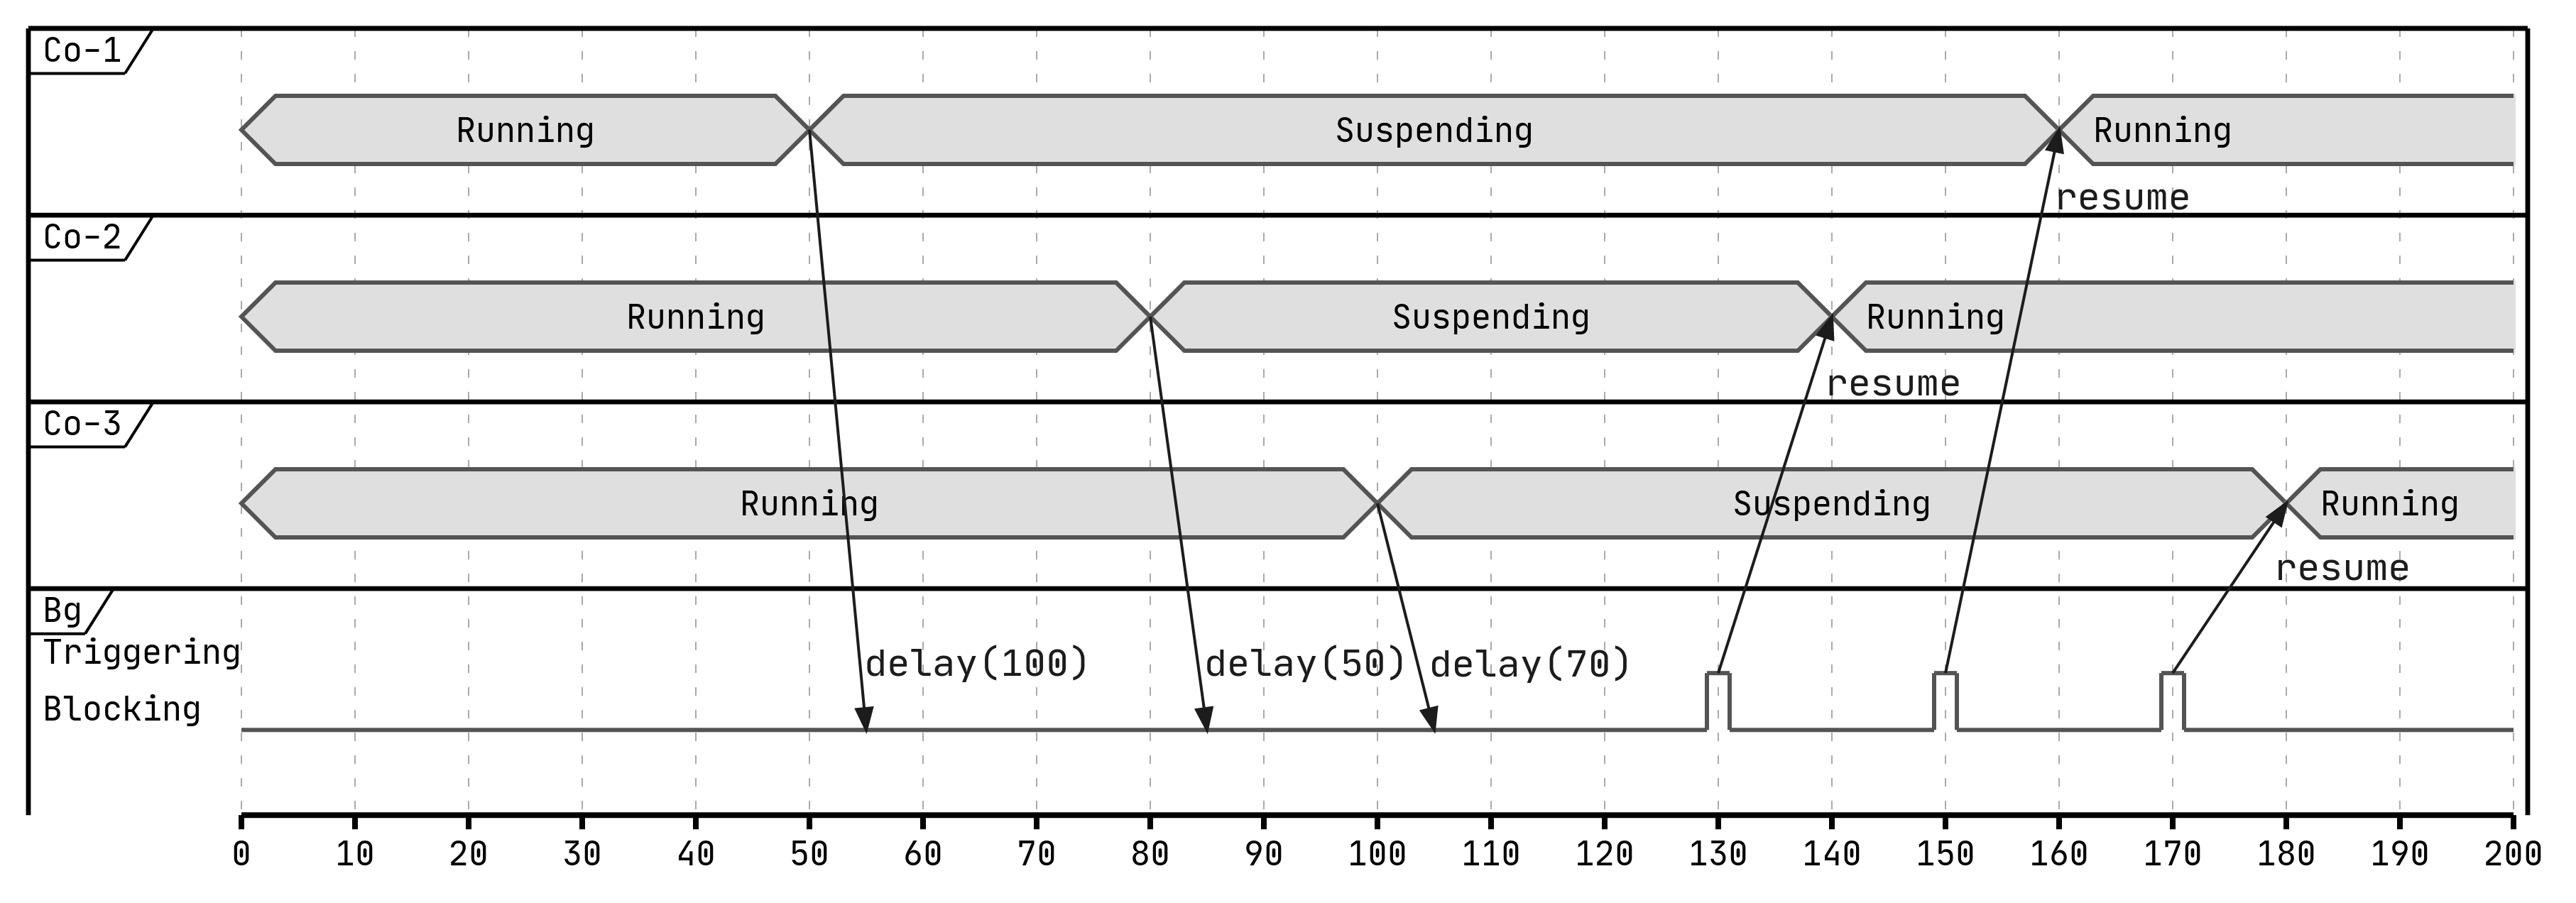 Co-1
Running Suspending Running
resume
Co-2
Running Suspending Running
resume
Co-3
Running Suspending Running
resume
Bg
Triggering
delay(100) delay(50) delay(70)
Blocking
0 10 20 30 40 50 60 70 80 90 100 110 120 130 140 150 160 170 180 190 200